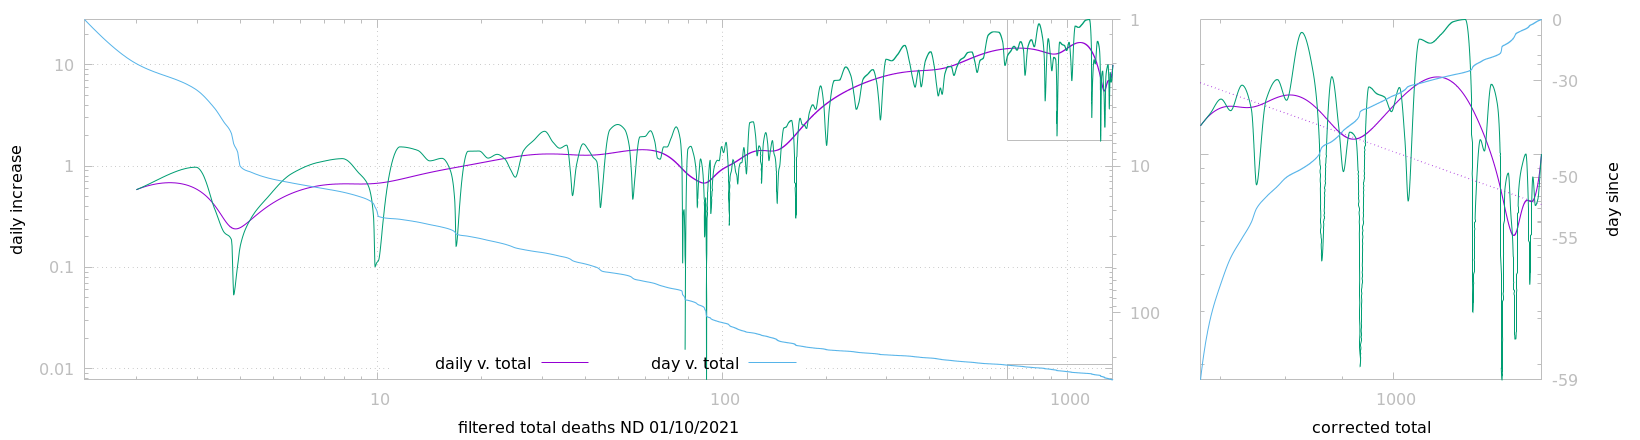 daily increase
10
1
0.1
0.01
10
100
1000
1
10
100
daily v. total
day v. total
filtered total deaths ND 01/10/2021
0
-30
-50
-55
-59
day since
1000
corrected total